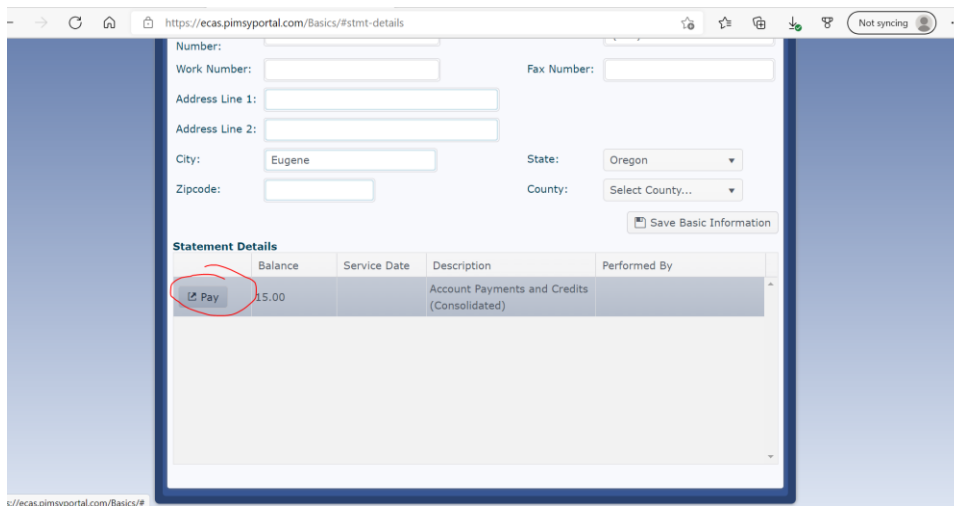 https://ecas.pimsyportal.com/Basics/#stmt-details
Not syncing
Number:
Work Number:
Fax Number:
Address Line 1:
Address Line 2:
City:
Eugene
State:
Oregon
Zipcode:
County:
Select County...
Save Basic Information
Statement Details
Balance
Service Date
Description
Performed By
Pay
15.00
Account Payments and Credits
(Consolidated)
s://ecas.pimsyportal.com/Basics/#